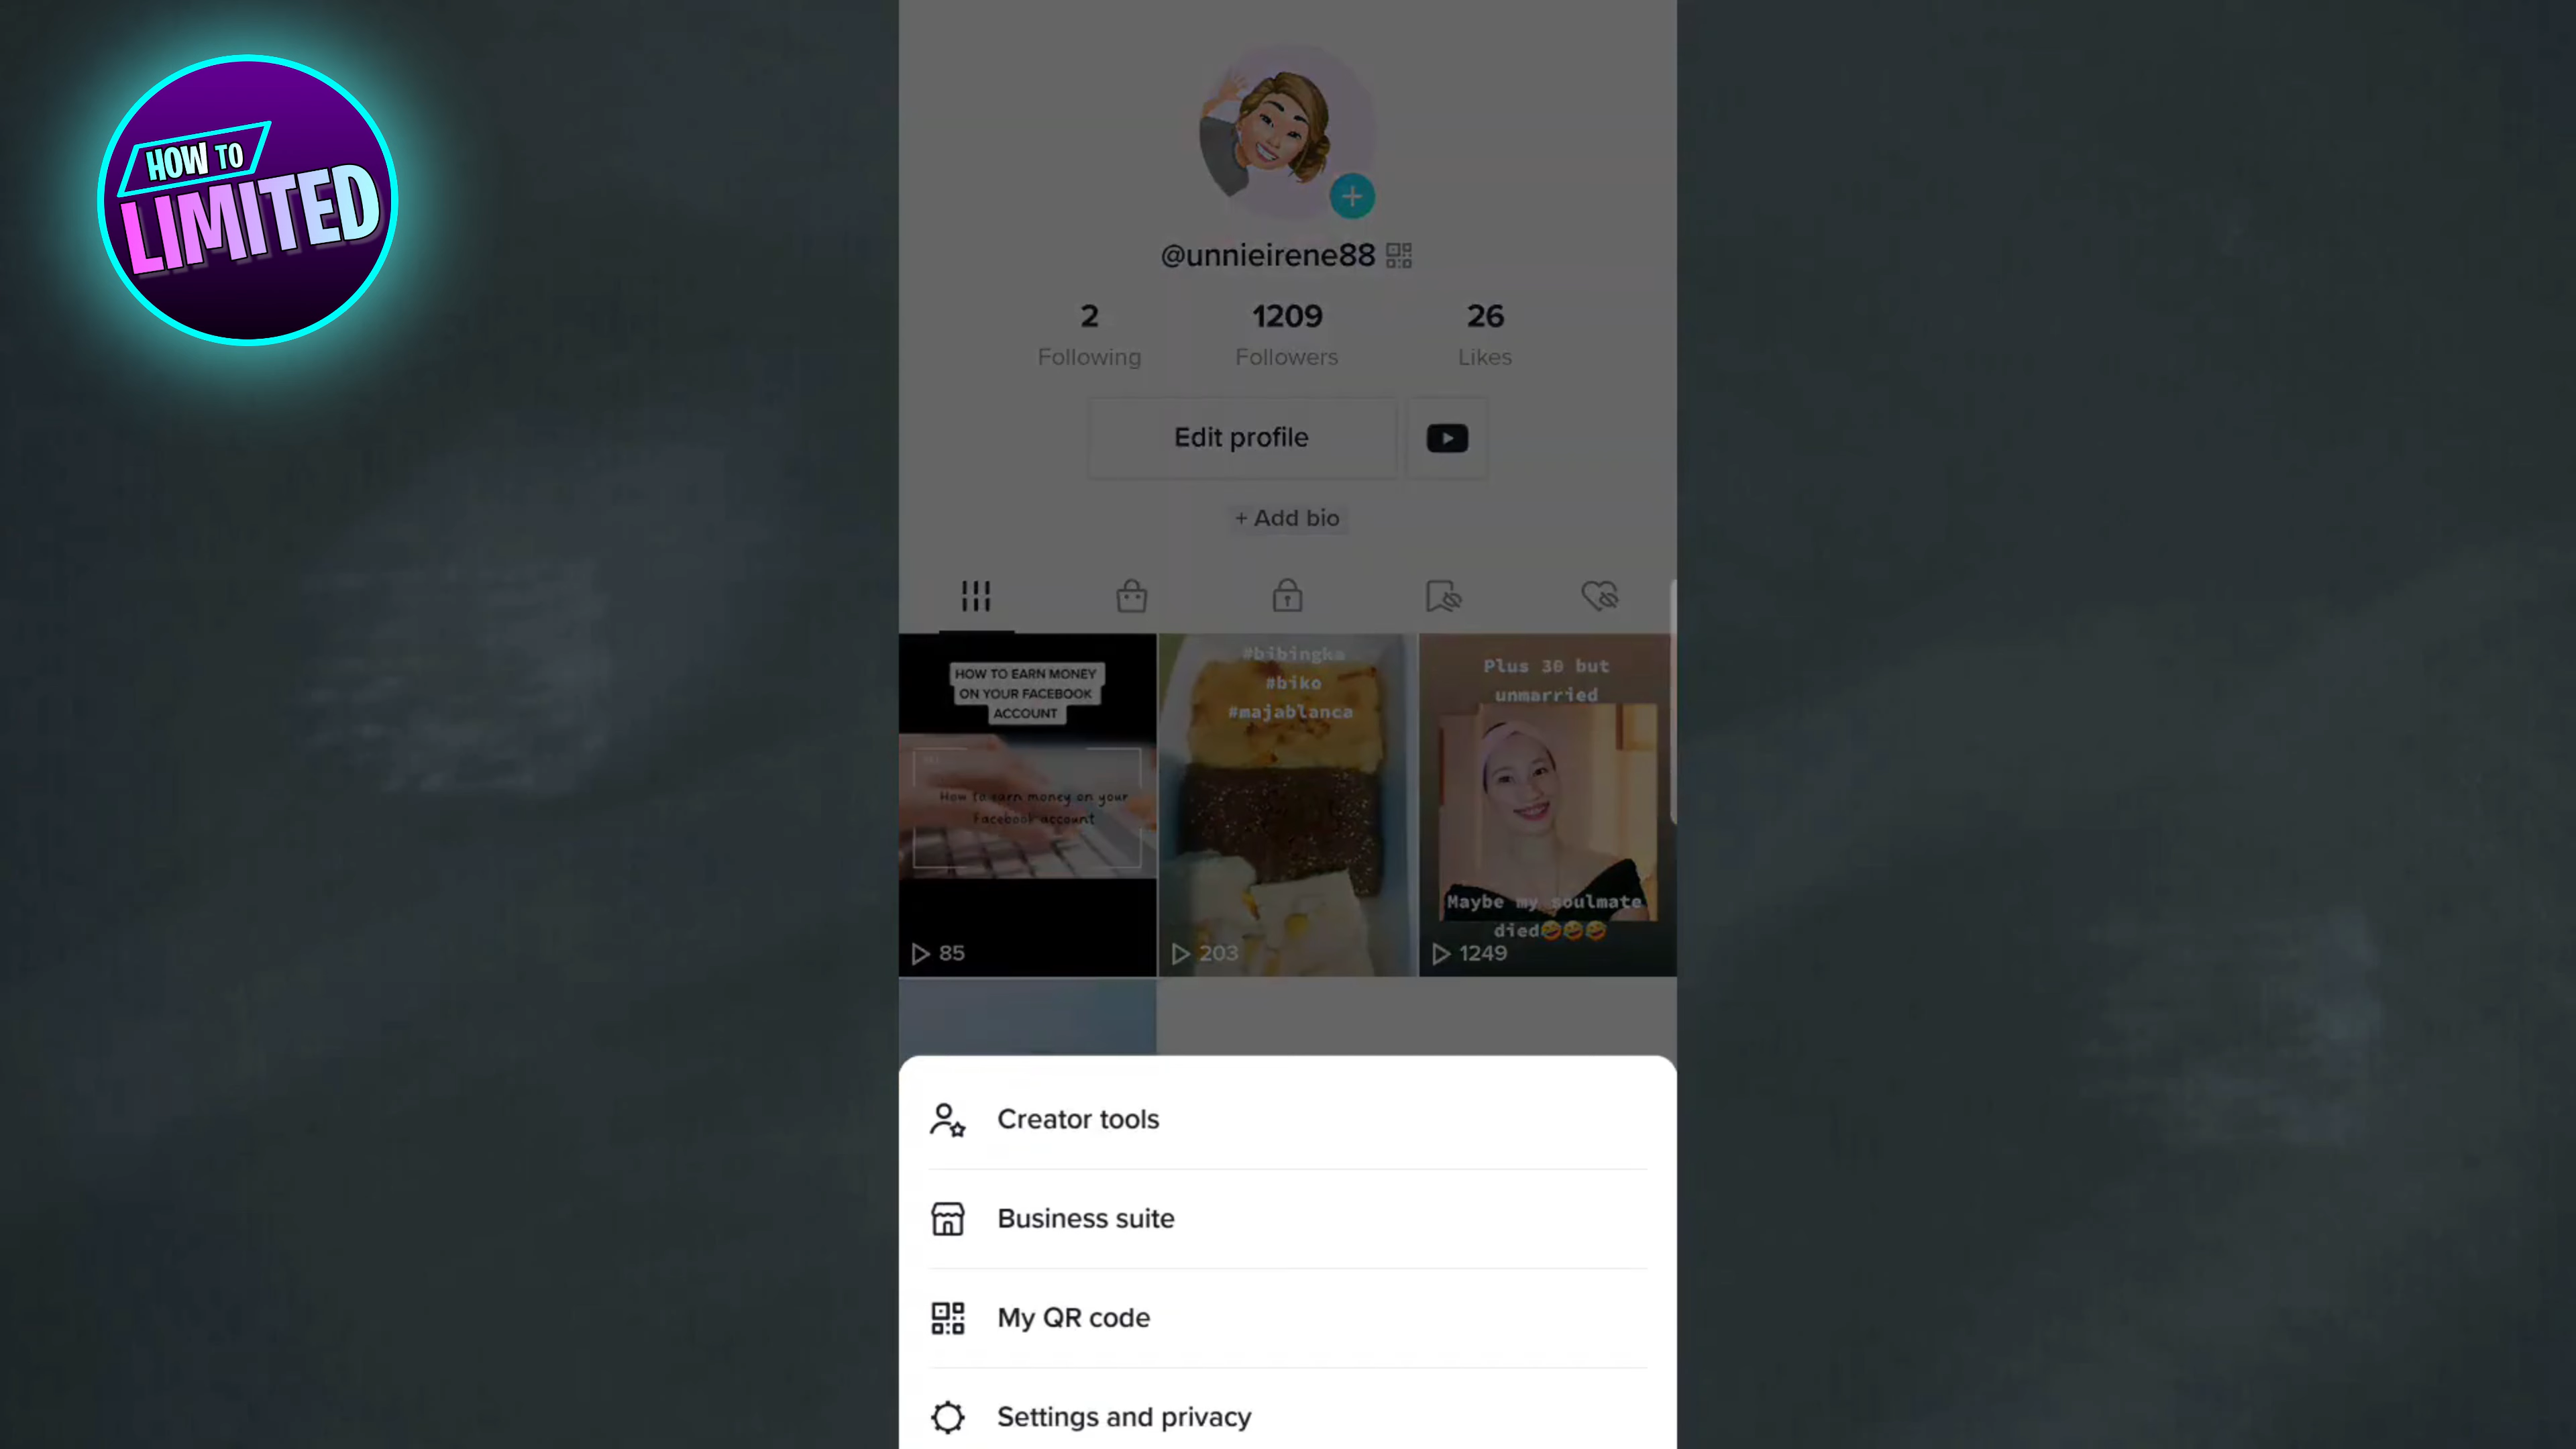 HOW TO
LIMITED
@unnieirene88
2
1209
26
Following
Followers
Likes
Edit profile
+ Add bio
HOW TO EARN MONEY
ON YOUR FACEBOOK
ACCOUNT
How to earn money on your
Facebook account
85
#bibingka
#biko
#majablanca
203
Plus 30 but
unmarried
Maybe my soulmate
died🤣🤣🤣
1249
Creator tools
Business suite
My QR code
Settings and privacy